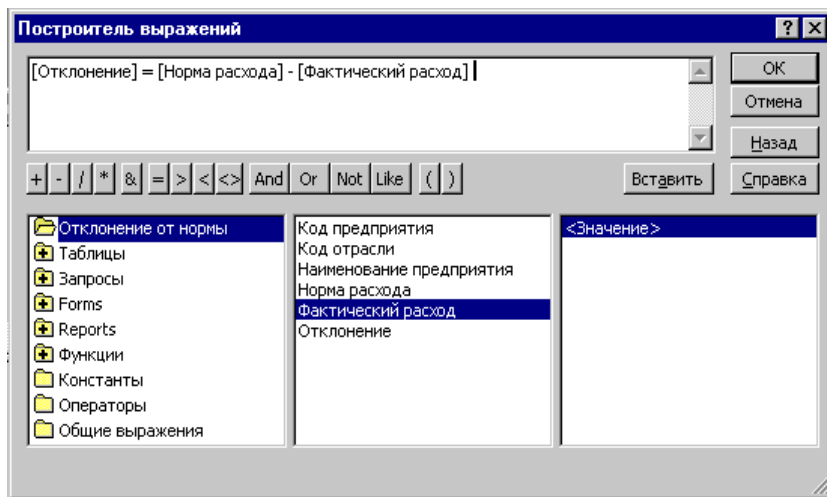 Построитель выражений
? X
[Отклонение] = [Норма расхода] - [Фактический расход]
ОК
Отмена
Назад
+ - / * & = > < <> And Or Not Like ( )
Вставить
Справка
Отклонение от нормы
Таблицы
Запросы
Forms
Reports
Функции
Константы
Операторы
Общие выражения
Код предприятия
Код отрасли
Наименование предприятия
Норма расхода
Фактический расход
Отклонение
<Значение>